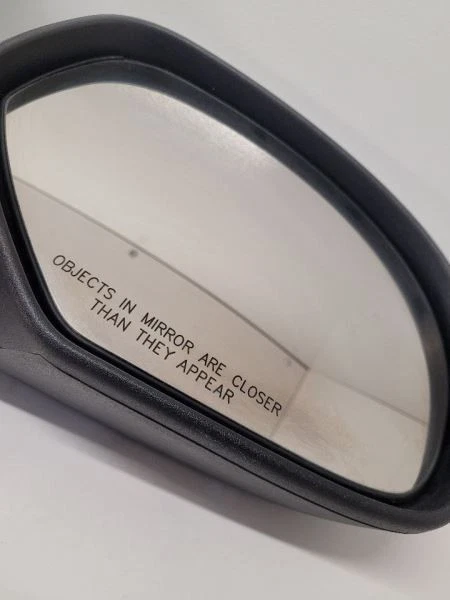 OBJECTS IN MIRROR ARE CLOSER
THAN THEY APPEAR